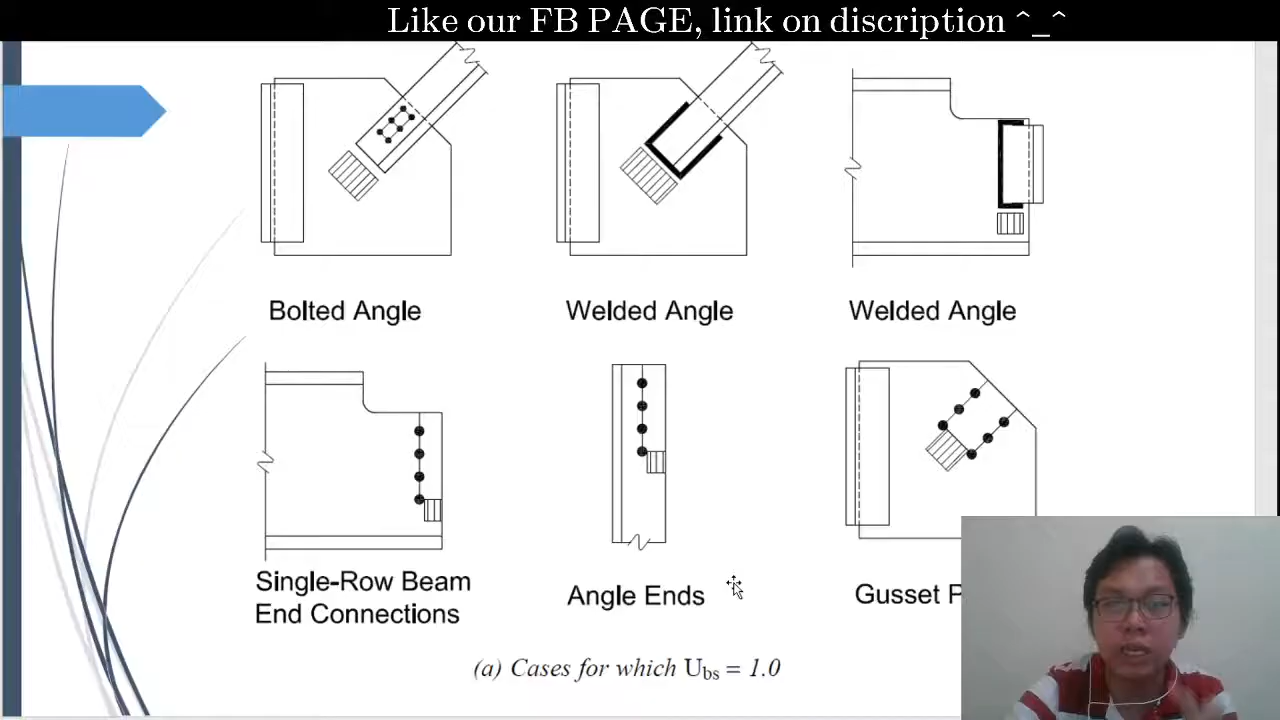 Like our FB PAGE, link on discription ^_^
Bolted Angle
Welded Angle
Welded Angle
Single-Row Beam
End Connections
Angle Ends
Gusset P
(a) Cases for which Ubs = 1.0